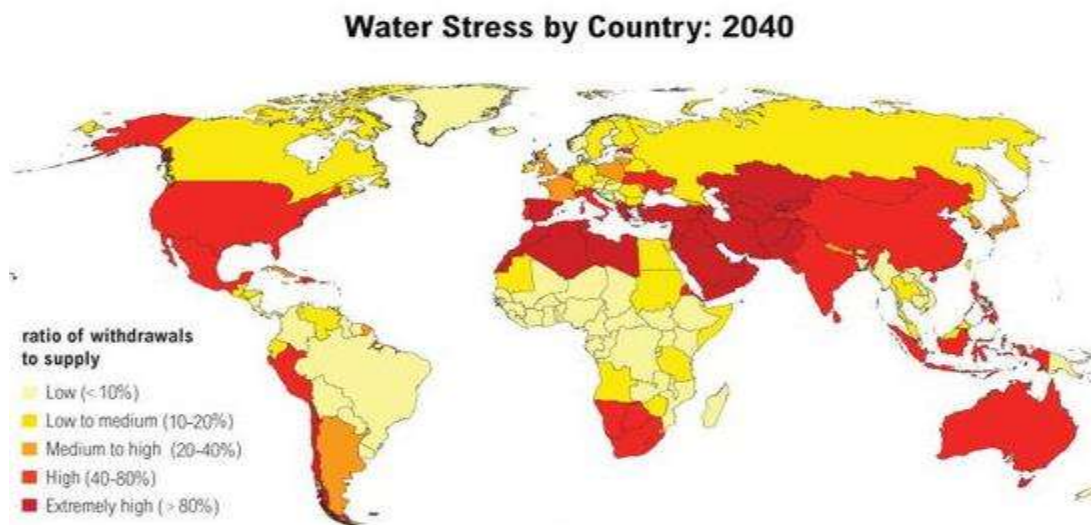 Water Stress by Country: 2040
ratio of withdrawals
to supply
Low (< 10%)
Low to medium (10-20%)
Medium to high (20-40%)
High (40-80%)
Extremely high ( > 80%)